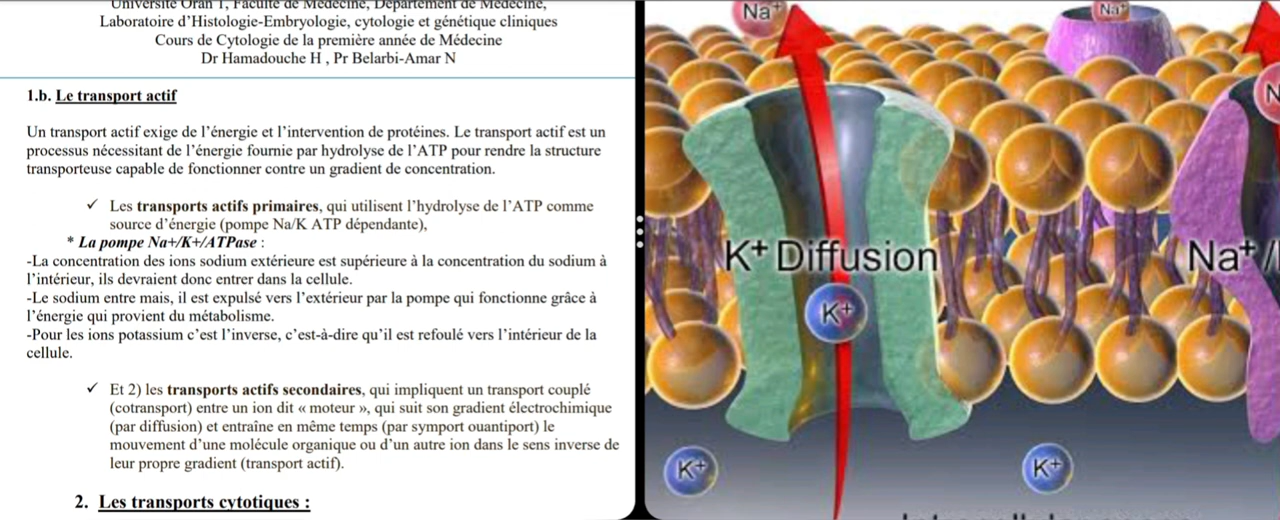 Université Oran 1, Faculté de Médecine, Département de Médecine,
Laboratoire d'Histologie-Embryologie, cytologie et génétique cliniques
Cours de Cytologie de la première année de Médecine
Dr Hamadouche H , Pr Belarbi-Amar N
1.b. Le transport actif
Un transport actif exige de l'énergie et l'intervention de protéines. Le transport actif est un
processus nécessitant de l'énergie fournie par hydrolyse de l'ATP pour rendre la structure
transporteuse capable de fonctionner contre un gradient de concentration.
✓ Les transports actifs primaires, qui utilisent l'hydrolyse de l'ATP comme
source d'énergie (pompe Na/K ATP dépendante),
* La pompe Na+/K+/ATPase :
-La concentration des ions sodium extérieure est supérieure à la concentration du sodium à
l'intérieur, ils devraient donc entrer dans la cellule.
-Le sodium entre mais, il est expulsé vers l'extérieur par la pompe qui fonctionne grâce à
l'énergie qui provient du métabolisme.
-Pour les ions potassium c'est l'inverse, c'est-à-dire qu'il est refoulé vers l'intérieur de la
cellule.
✓ Et 2) les transports actifs secondaires, qui impliquent un transport couplé
(cotransport) entre un ion dit « moteur », qui suit son gradient électrochimique
(par diffusion) et entraîne en même temps (par symport ouantiport) le
mouvement d'une molécule organique ou d'un autre ion dans le sens inverse de
leur propre gradient (transport actif).
2. Les transports cytotiques :
Na+
Na+
N
K+ Diffusion
Na+/
K+
K+
K+